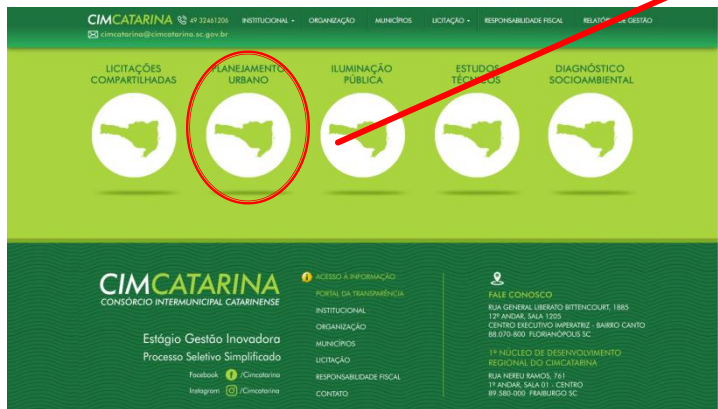 CIMCATARINA 49 32461206 INSTITUCIONAL ORGANIZAÇÃO MUNICÍPIOS LICITAÇÃO RESPONSABILIDADE FISCAL RELATÓRIO DE GESTÃO
cimcatarina@cimcatarina.sc.gov.br
LICITAÇÕES
COMPARTILHADAS
PLANEJAMENTO
URBANO
ILUMINAÇÃO
PÚBLICA
ESTUDOS
TÉCNICOS
DIAGNÓSTICO
SOCIOAMBIENTAL
CIMCATARINA
CONSÓRCIO INTERMUNICIPAL CATARINENSE
Estágio Gestão Inovadora
Processo Seletivo Simplificado
Facebook /Cimcatarina
Instagram /Cimcatarina
ACESSO À INFORMAÇÃO
PORTAL DA TRANSPARÊNCIA
INSTITUCIONAL
ORGANIZAÇÃO
MUNICÍPIOS
LICITAÇÃO
RESPONSABILIDADE FISCAL
CONTATO
FALE CONOSCO
RUA GENERAL LIBERATO BITTENCOURT, 1885
12º ANDAR, SALA 1205
CENTRO EXECUTIVO IMPERATRIZ - BAIRRO CANTO
88.070-800 FLORIANÓPOLIS SC
1º NÚCLEO DE DESENVOLVIMENTO
REGIONAL DO CIMCATARINA
RUA NEREU RAMOS, 761
1º ANDAR, SALA 01 - CENTRO
89.580-000 FRAIBURGO SC